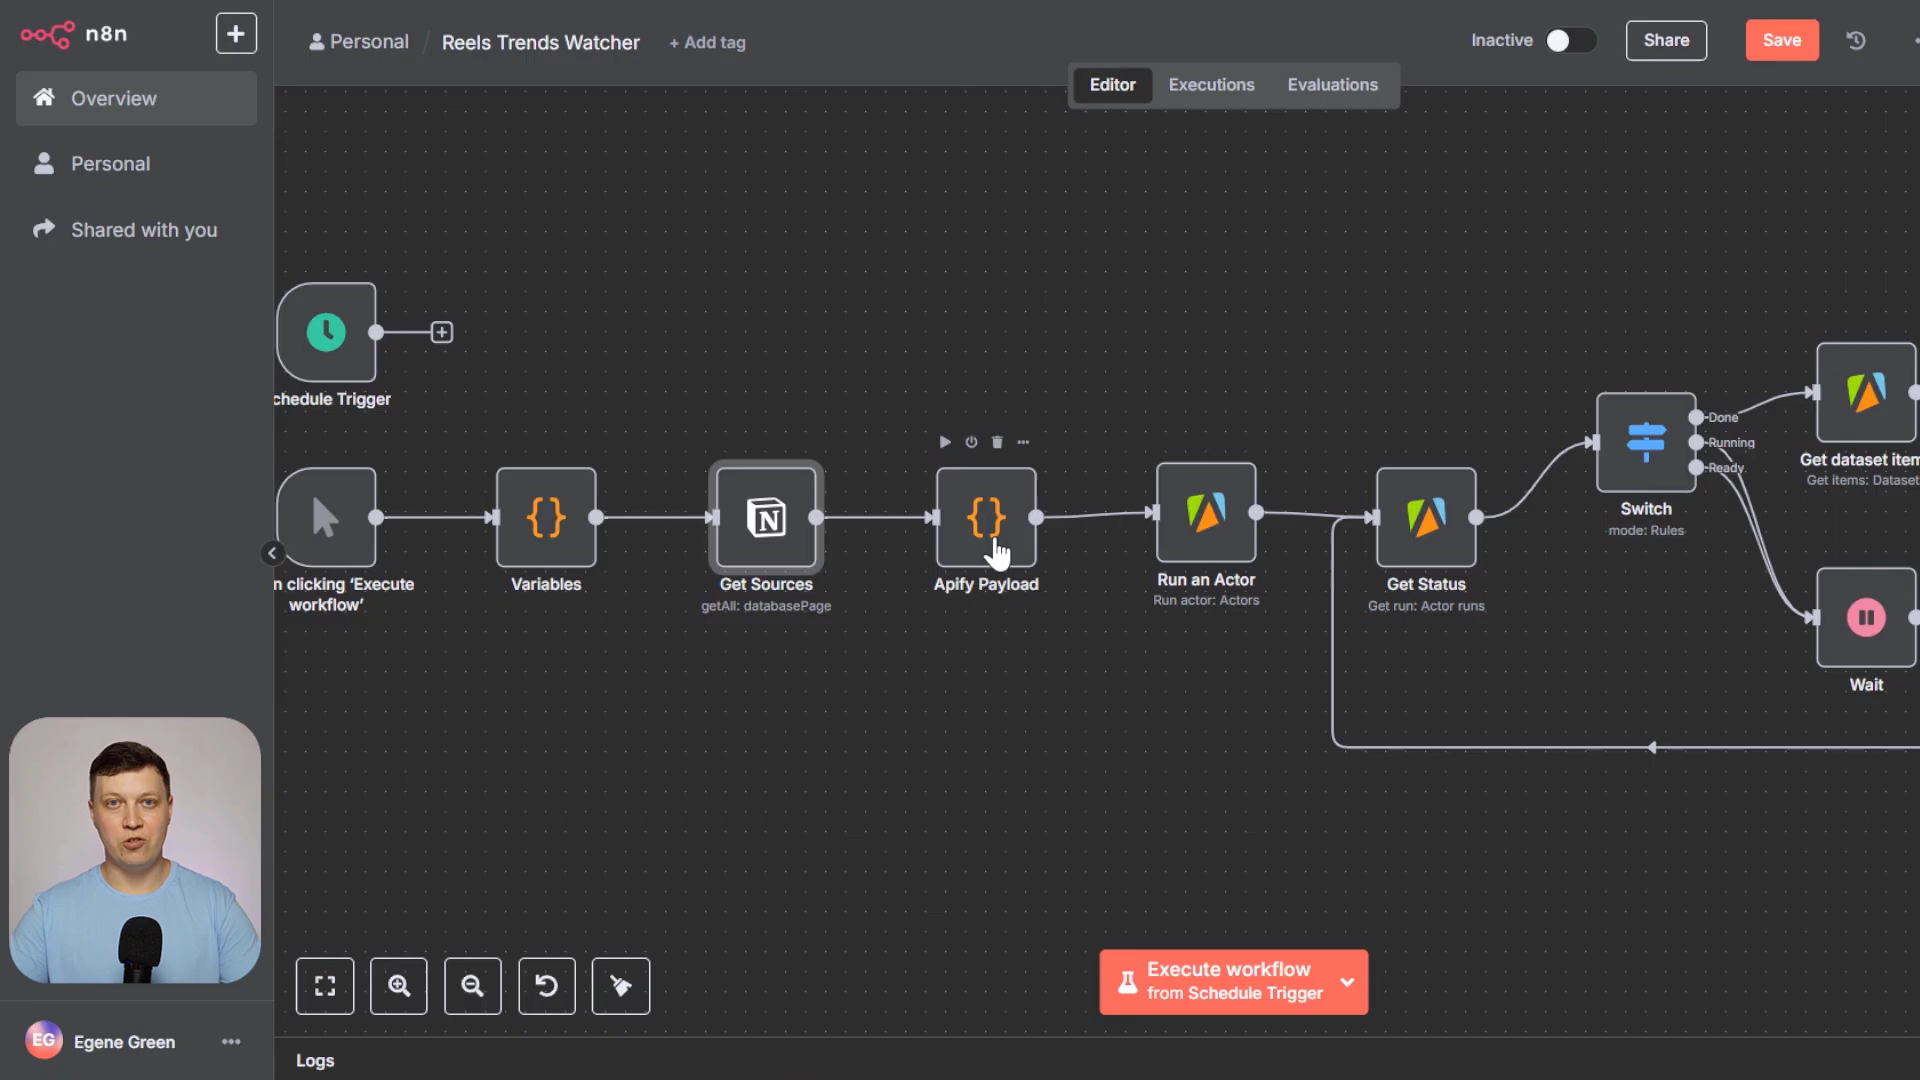 n8n
Personal / Reels Trends Watcher + Add tag
Inactive
Share
Save
Editor Executions Evaluations
Overview
Personal
Shared with you
chedule Trigger
n clicking ‘Execute
workflow’
Variables
Get Sources
getAll: databasePage
Apify Payload
Run an Actor
Run actor: Actors
Get Status
Get run: Actor runs
Done
Running
Ready
Switch
mode: Rules
Get dataset item
Get items: Dataset
Wait
Execute workflow
from Schedule Trigger
EG
Egene Green
Logs